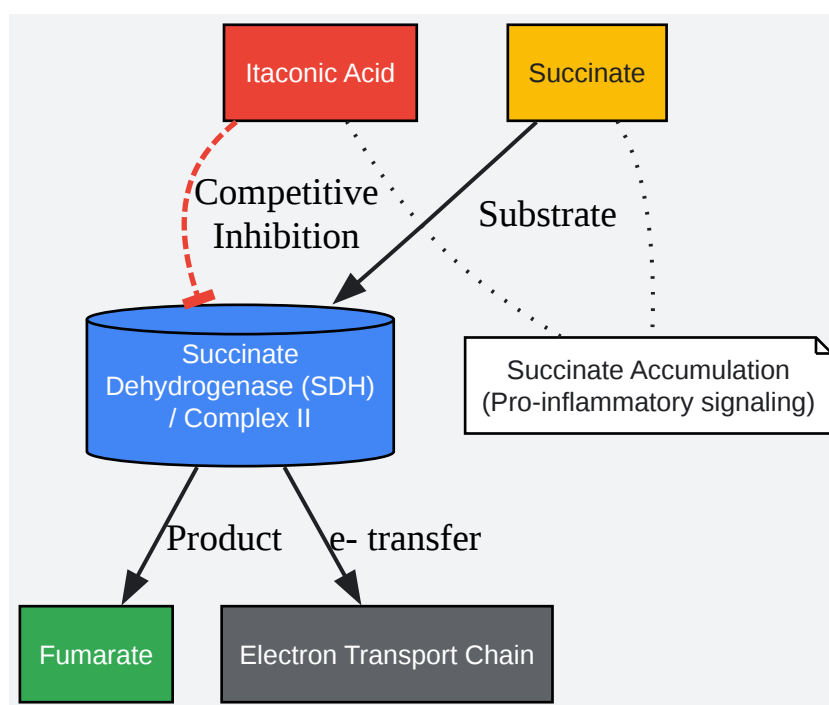 Itaconic Acid
Succinate
Competitive
Inhibition
Substrate
Succinate
Dehydrogenase (SDH)
/ Complex II
Succinate Accumulation
(Pro-inflammatory signaling)
Product
e- transfer
Fumarate
Electron Transport Chain